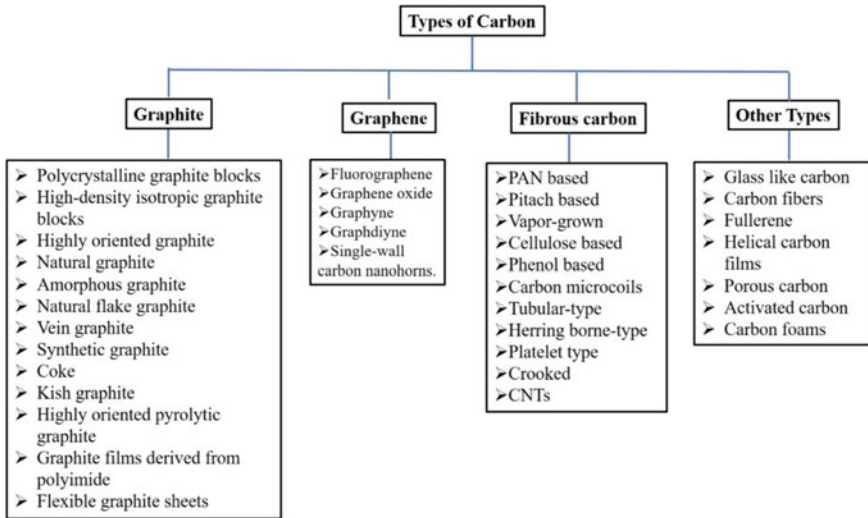 Types of Carbon
Graphite
Graphene
Fibrous carbon
Other Types
➢ Polycrystalline graphite blocks
➢ High-density isotropic graphite
blocks
➢ Highly oriented graphite
➢ Natural graphite
➢ Amorphous graphite
➢ Natural flake graphite
➢ Vein graphite
➢ Synthetic graphite
➢ Coke
➢ Kish graphite
➢ Highly oriented pyrolytic
graphite
➢ Graphite films derived from
polyimide
➢ Flexible graphite sheets
➢Fluorographene
➢Graphene oxide
➢Graphyne
➢Graphdiyne
➢Single-wall
carbon nanohorns.
➢PAN based
➢Pitach based
➢Vapor-grown
➢Cellulose based
➢Phenol based
➢Carbon microcoils
➢Tubular-type
➢Herring borne-type
➢Platelet type
➢Crooked
➢CNTs
➢ Glass like carbon
➢ Carbon fibers
➢ Fullerene
➢ Helical carbon
films
➢ Porous carbon
➢ Activated carbon
➢ Carbon foams